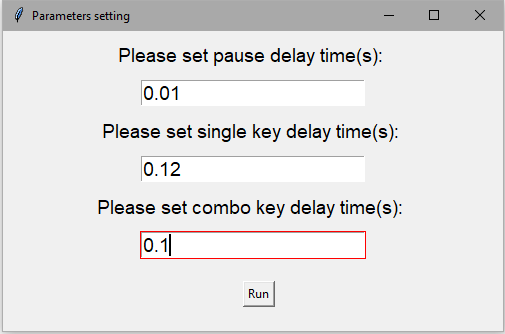 Parameters setting
Please set pause delay time(s):
0.01
Please set single key delay time(s):
0.12
Please set combo key delay time(s):
0.1
Run